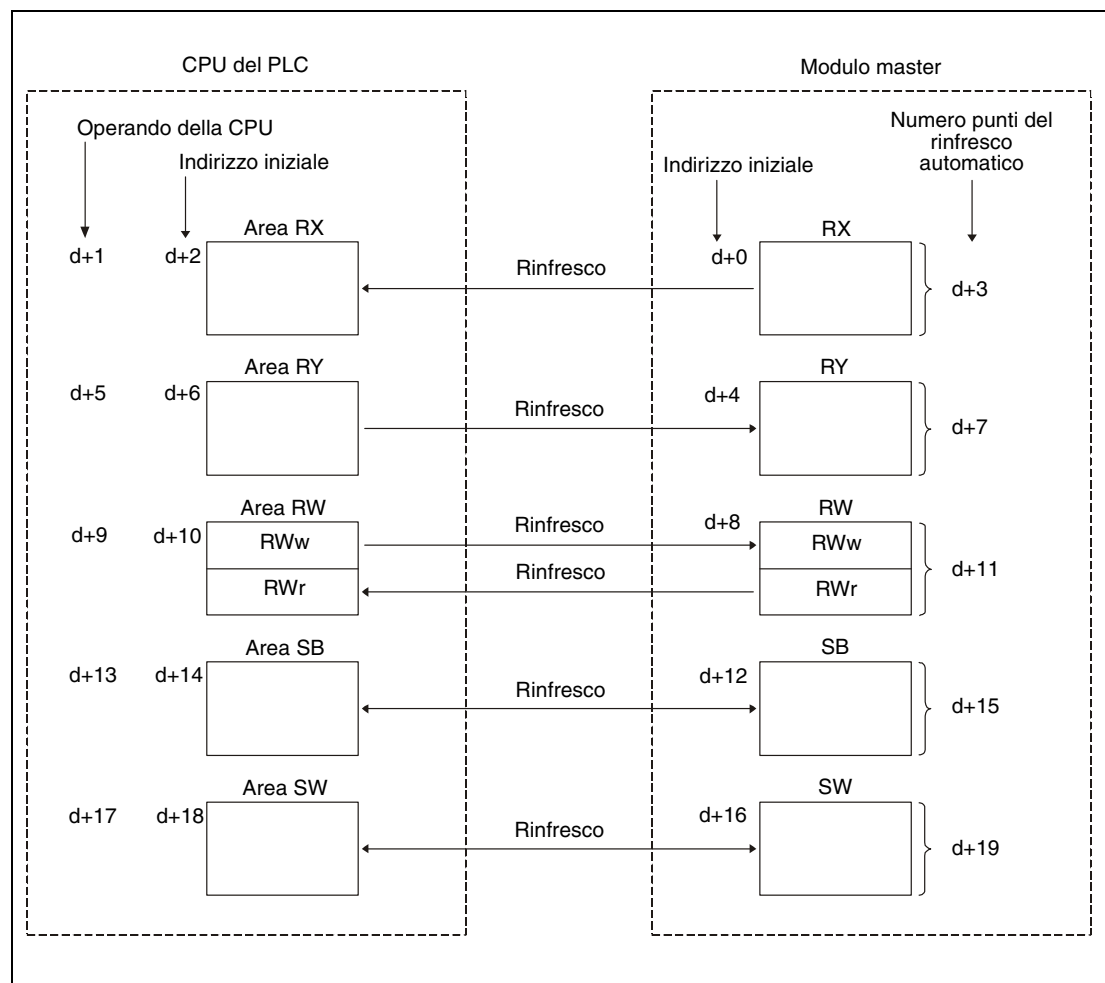 CPU del PLC
Modulo master
Operando della CPU
Indirizzo iniziale
Indirizzo iniziale
Numero punti del
rinfresco
automatico
Area RX
RX
d+1
d+2
Rinfresco
d+0
d+3
Area RY
RY
d+5
d+6
Rinfresco
d+4
d+7
Area RW
RW
d+9
d+10
RWw
Rinfresco
d+8
RWw
RWr
Rinfresco
RWr
d+11
Area SB
SB
d+13
d+14
Rinfresco
d+12
d+15
Area SW
SW
d+17
d+18
Rinfresco
d+16
d+19